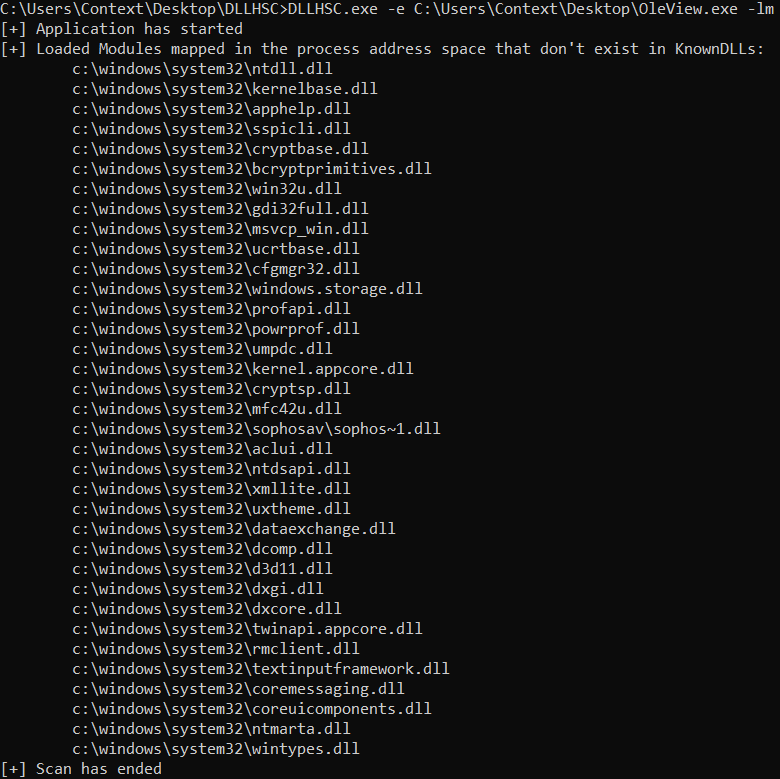 C:\Users\Context\Desktop\DLLHSC>DLLHSC.exe -e C:\Users\Context\Desktop\OleView.exe -lm
[+] Application has started
[+] Loaded Modules mapped in the process address space that don't exist in KnownDLLs:
c:\windows\system32\ntdll.dll
c:\windows\system32\kernelbase.dll
c:\windows\system32\apphelp.dll
c:\windows\system32\sspicli.dll
c:\windows\system32\cryptbase.dll
c:\windows\system32\bcryptprimitives.dll
c:\windows\system32\win32u.dll
c:\windows\system32\gdi32full.dll
c:\windows\system32\msvcp_win.dll
c:\windows\system32\ucrtbase.dll
c:\windows\system32\cfgmgr32.dll
c:\windows\system32\windows.storage.dll
c:\windows\system32\profapi.dll
c:\windows\system32\powrprof.dll
c:\windows\system32\umpdc.dll
c:\windows\system32\kernel.appcore.dll
c:\windows\system32\cryptsp.dll
c:\windows\system32\mfc42u.dll
c:\windows\system32\sophosav\sophos~1.dll
c:\windows\system32\aclui.dll
c:\windows\system32\ntdsapi.dll
c:\windows\system32\xmllite.dll
c:\windows\system32\uxtheme.dll
c:\windows\system32\dataexchange.dll
c:\windows\system32\dcomp.dll
c:\windows\system32\d3d11.dll
c:\windows\system32\dxgi.dll
c:\windows\system32\dxcore.dll
c:\windows\system32\twinapi.appcore.dll
c:\windows\system32\rmclient.dll
c:\windows\system32\textinputframework.dll
c:\windows\system32\coremessaging.dll
c:\windows\system32\coreuicomponents.dll
c:\windows\system32\ntmarta.dll
c:\windows\system32\wintypes.dll
[+] Scan has ended